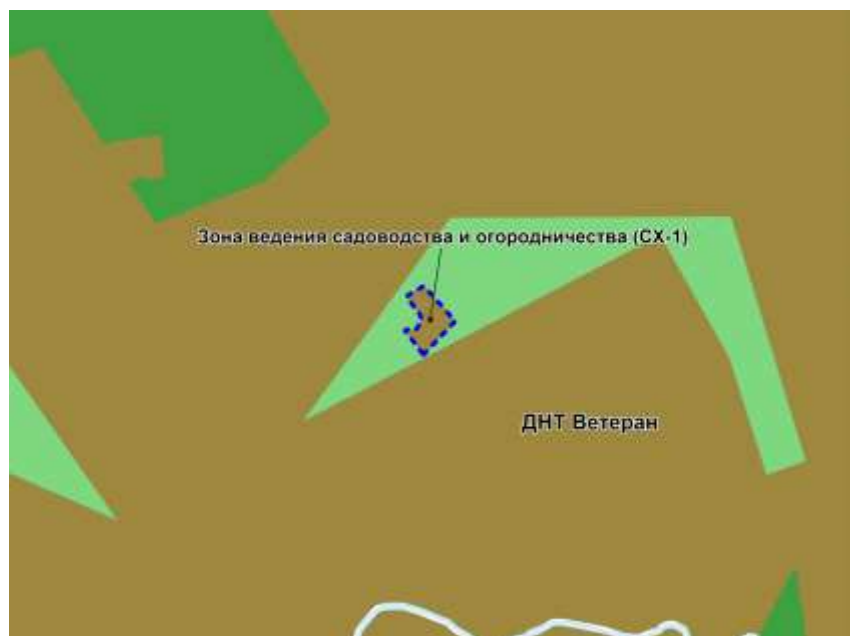 Зона ведения садоводства и огородничества (СХ-1)
ДНТ Ветеран